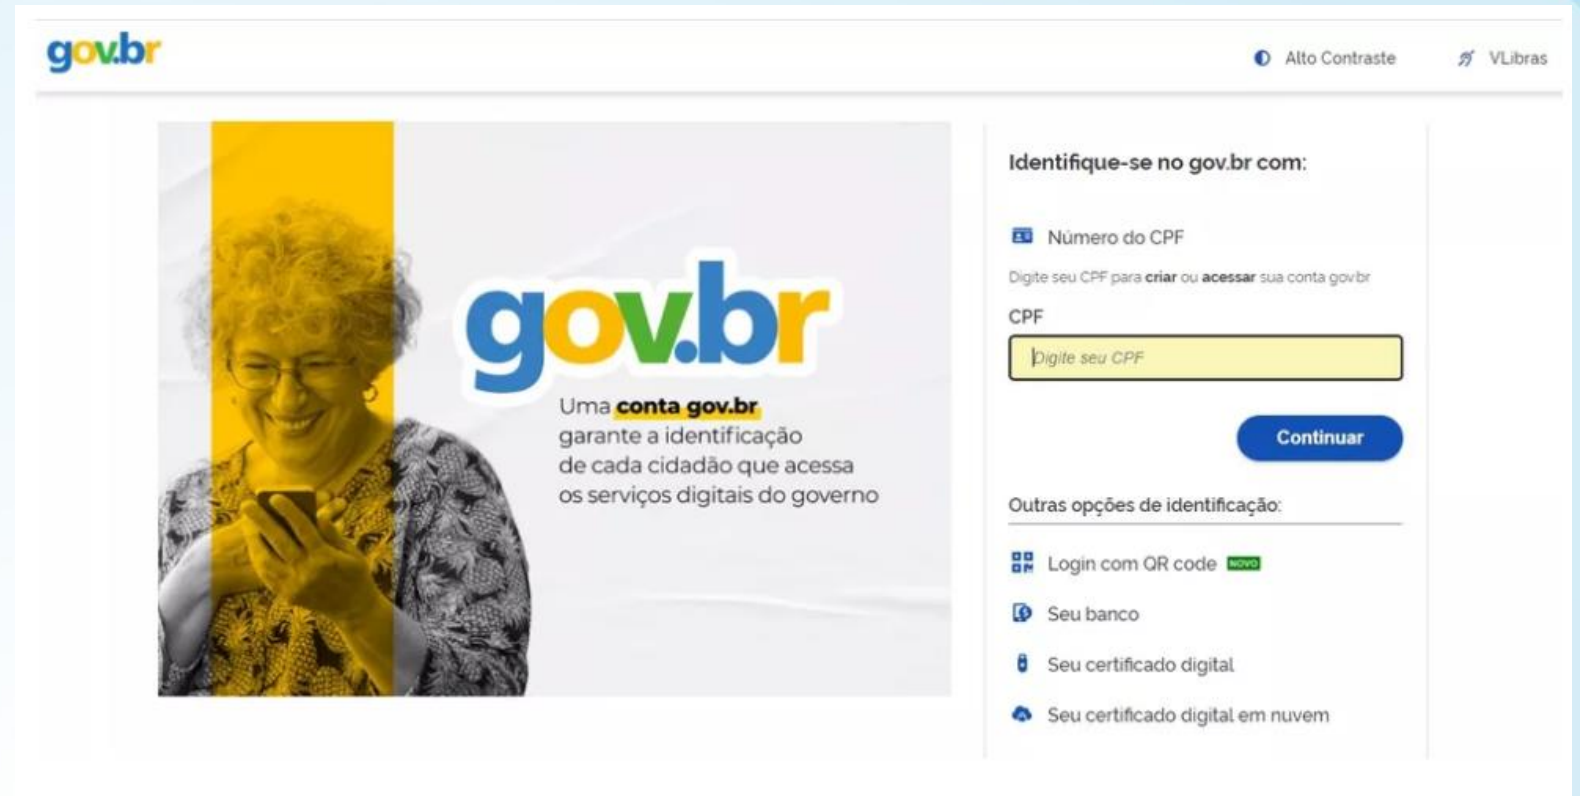 gov.br
Alto Contraste
VLibras
gov.br
Uma conta gov.br
garante a identificação
de cada cidadão que acessa
os serviços digitais do governo
Identifique-se no gov.br com:
Número do CPF
Digite seu CPF para criar ou acessar sua conta gov.br
CPF
Digite seu CPF
Continuar
Outras opções de identificação:
Login com QR code NOVO
Seu banco
Seu certificado digital
Seu certificado digital em nuvem